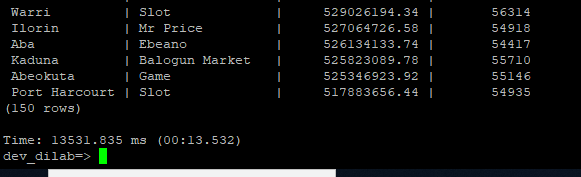 Warri | Slot | 529026194.34 | 56314
Ilorin | Mr Price | 527064726.58 | 54918
Aba | Ebeano | 526134133.74 | 54417
Kaduna | Balogun Market | 525823089.78 | 55710
Abeokuta | Game | 525346923.92 | 55146
Port Harcourt | Slot | 517883656.44 | 54935
(150 rows)
Time: 13531.835 ms (00:13.532)
dev_dilab=>